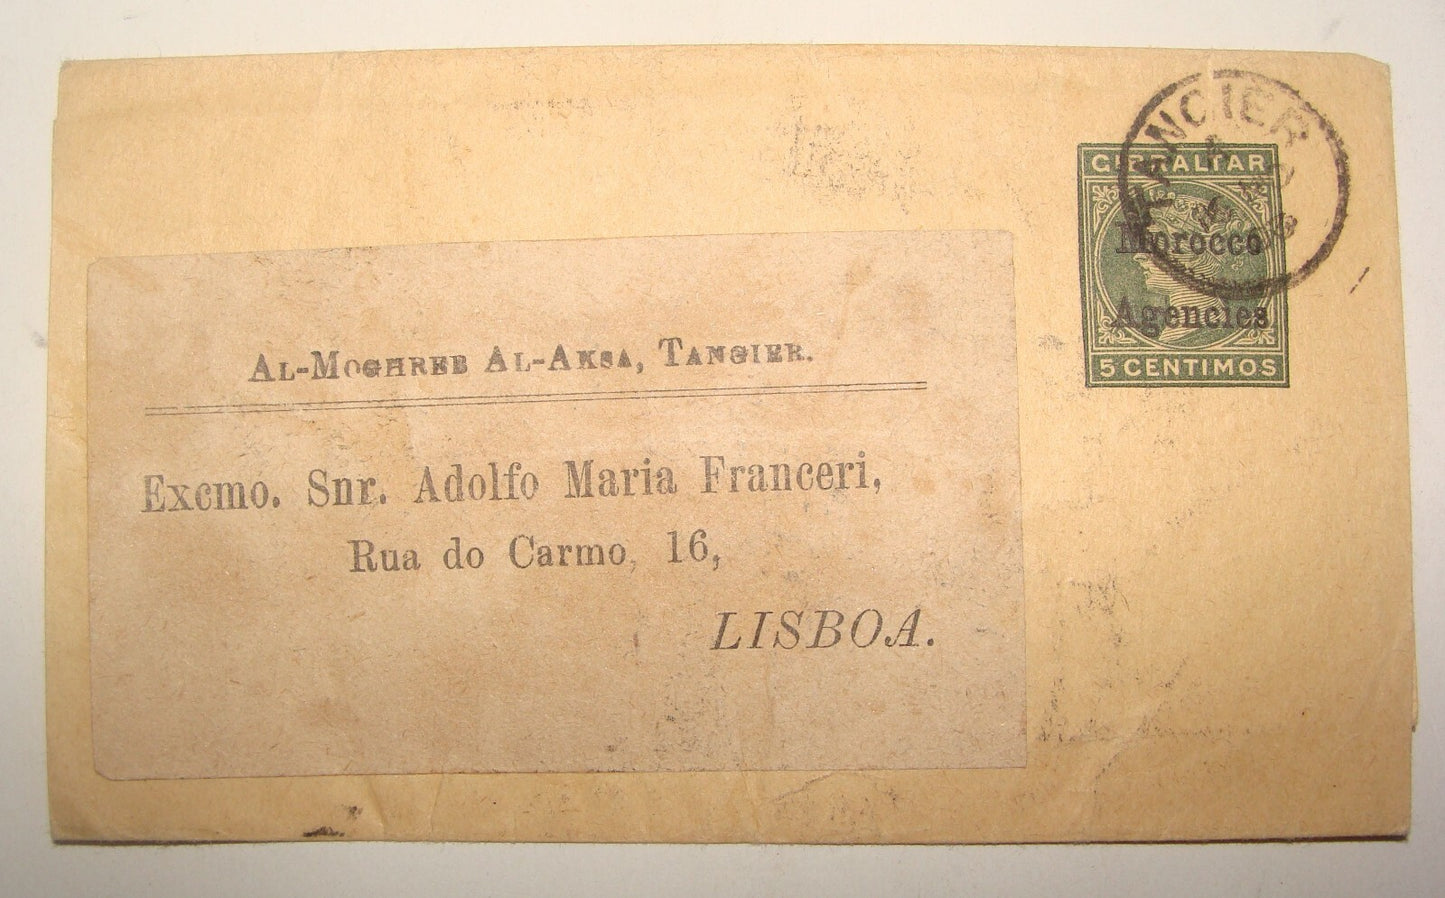 TANGIER
GIBRALTAR
Morocco
Agencies
5 CENTIMOS
AL-MOGHREB AL-AKSA, TANGIER.
Excmo. Snr. Adolfo Maria Franceri,
Rua do Carmo, 16,
LISBOA.